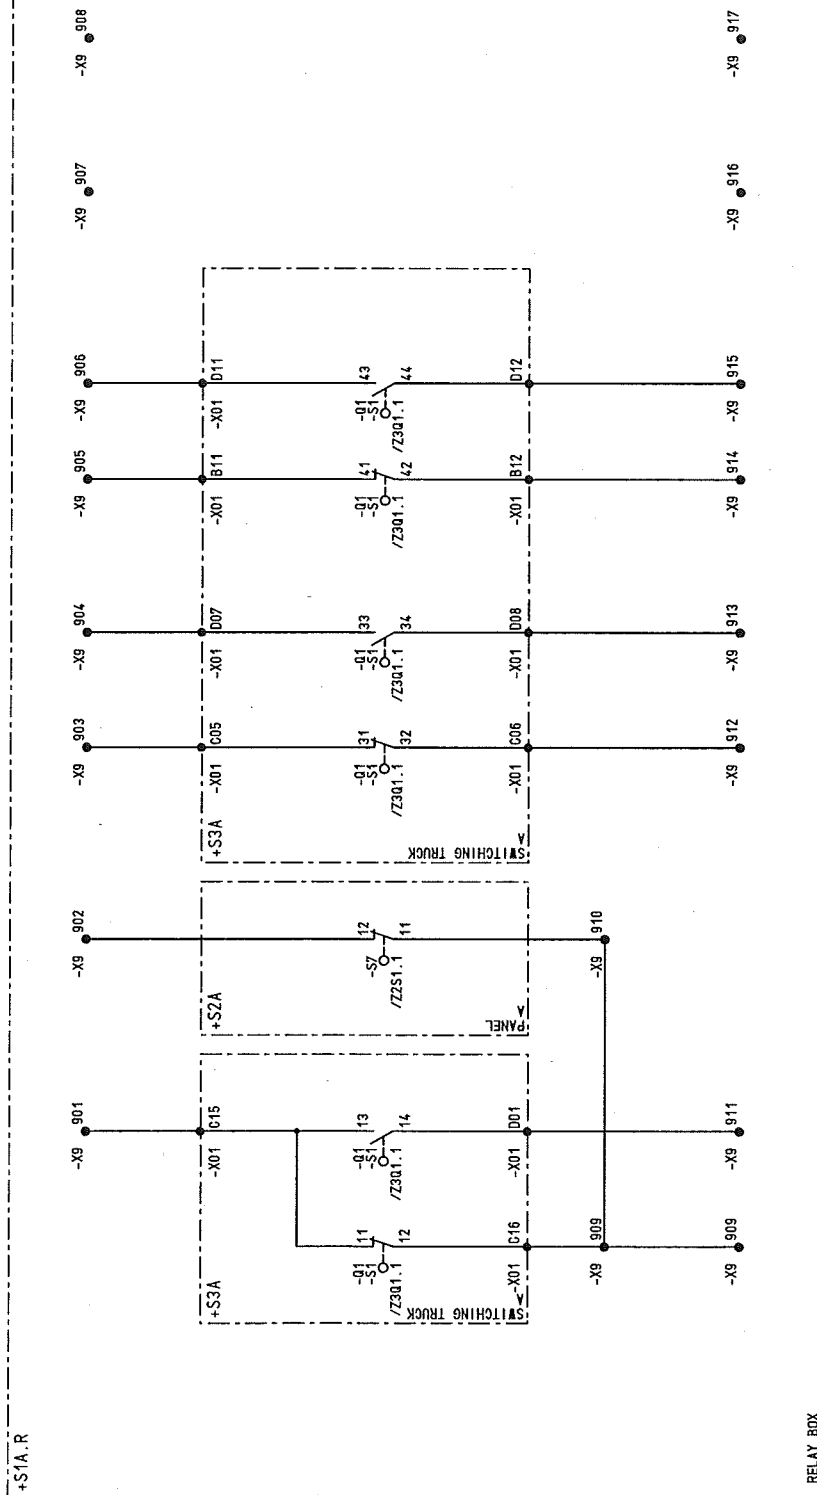 +S1A.R
RELAY BOX
-X9 901
-X9 902
-X9 903
-X9 904
-X9 905
-X9 906
-X9 907
-X9 908
+S3A
SWITCHING TRUCK
A
-X01 C15
-Q1
-S1
/Z3Q1.1
11
12
-X01 C16
-Q1
-S1
/Z3Q1.1
13
14
-X01 D01
+S2A
PANEL
A
-S7
/Z2S1.1
12
11
+S3A
SWITCHING TRUCK
A
-X01 C05
-Q1
-S1
/Z3Q1.1
31
32
-X01 C06
-X01 D07
-Q1
-S1
/Z3Q1.1
33
34
-X01 D08
-X01 B11
-Q1
-S1
/Z3Q1.1
41
42
-X01 B12
-X01 D11
-Q1
-S1
/Z3Q1.1
43
44
-X01 D12
-X9 909
-X9 910
-X9 909
-X9 911
-X9 912
-X9 913
-X9 914
-X9 915
-X9 916
-X9 917